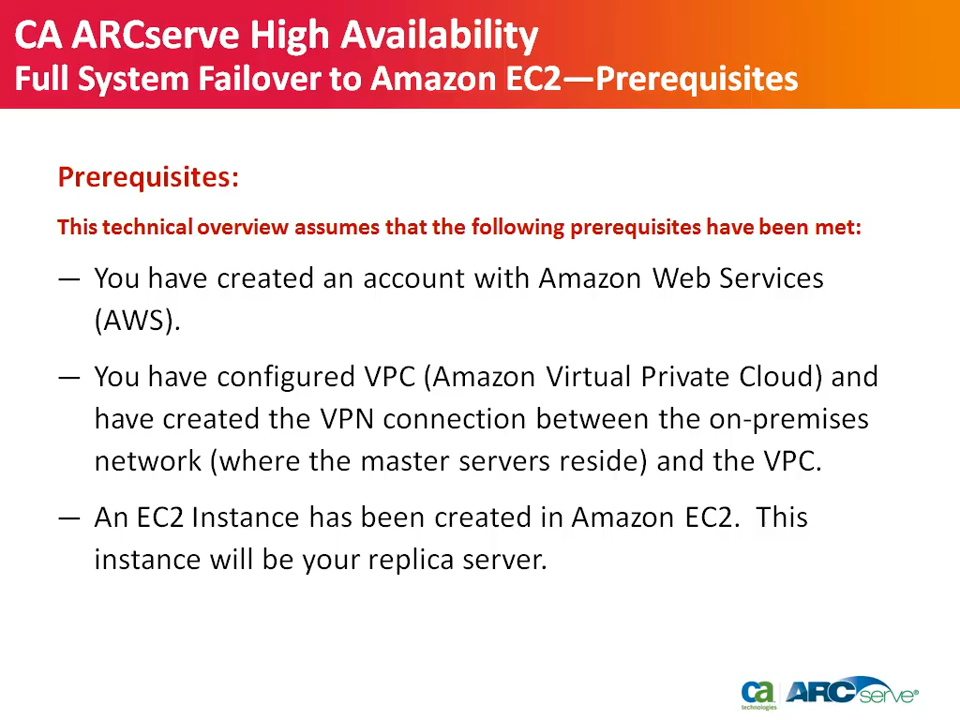 CA ARCserve High Availability
Full System Failover to Amazon EC2—Prerequisites
Prerequisites:
This technical overview assumes that the following prerequisites have been met:
— You have created an account with Amazon Web Services
(AWS).
— You have configured VPC (Amazon Virtual Private Cloud) and
have created the VPN connection between the on-premises
network (where the master servers reside) and the VPC.
— An EC2 Instance has been created in Amazon EC2.  This
instance will be your replica server.
ca
technologies
ARCserve®